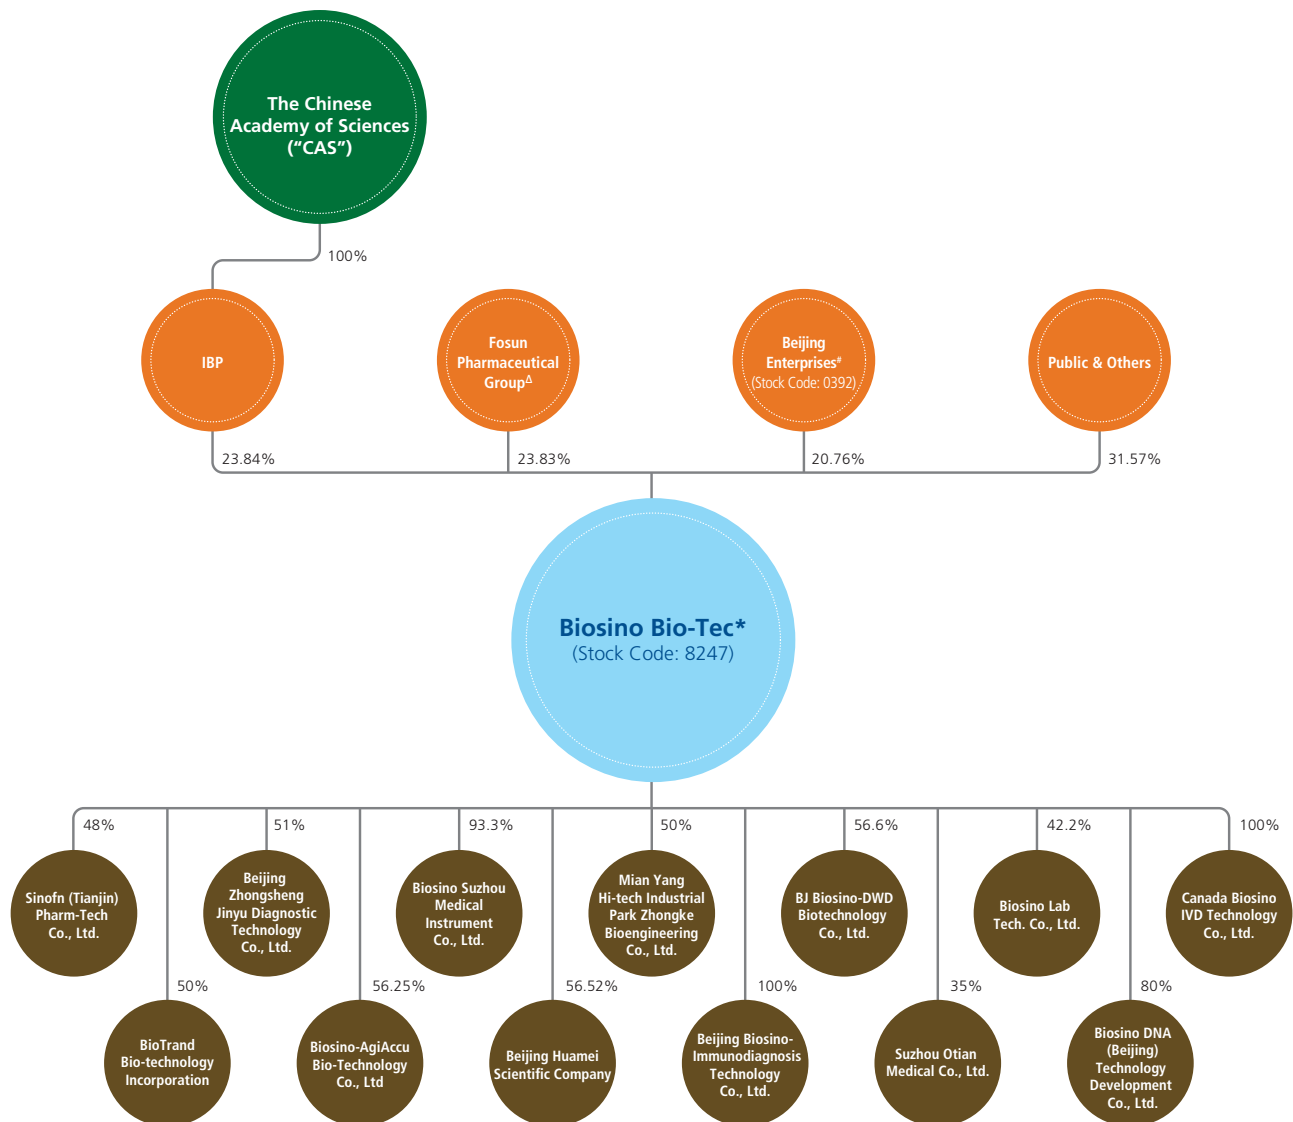 The Chinese
Academy of Sciences
(“CAS”)
100%
IBP
Fosun
Pharmaceutical
GroupΔ
Beijing
Enterprises#
(Stock Code: 0392)
Public & Others
23.84%
23.83%
20.76%
31.57%
Biosino Bio-Tec*
(Stock Code: 8247)
48%
51%
93.3%
50%
56.6%
42.2%
100%
Sinofn (Tianjin)
Pharm-Tech
Co., Ltd.
Beijing
Zhongsheng
Jinyu Diagnostic
Technology
Co., Ltd.
Biosino Suzhou
Medical
Instrument
Co., Ltd.
Mian Yang
Hi-tech Industrial
Park Zhongke
Bioengineering
Co., Ltd.
BJ Biosino-DWD
Biotechnology
Co., Ltd.
Biosino Lab
Tech. Co., Ltd.
Canada Biosino
IVD Technology
Co., Ltd.
50%
56.25%
56.52%
100%
35%
80%
BioTrand
Bio-technology
Incorporation
Biosino-AgiAccu
Bio-Technology
Co., Ltd
Beijing Huamei
Scientific Company
Beijing Biosino-
Immunodiagnosis
Technology
Co., Ltd.
Suzhou Otian
Medical Co., Ltd.
Biosino DNA
(Beijing)
Technology
Development
Co., Ltd.